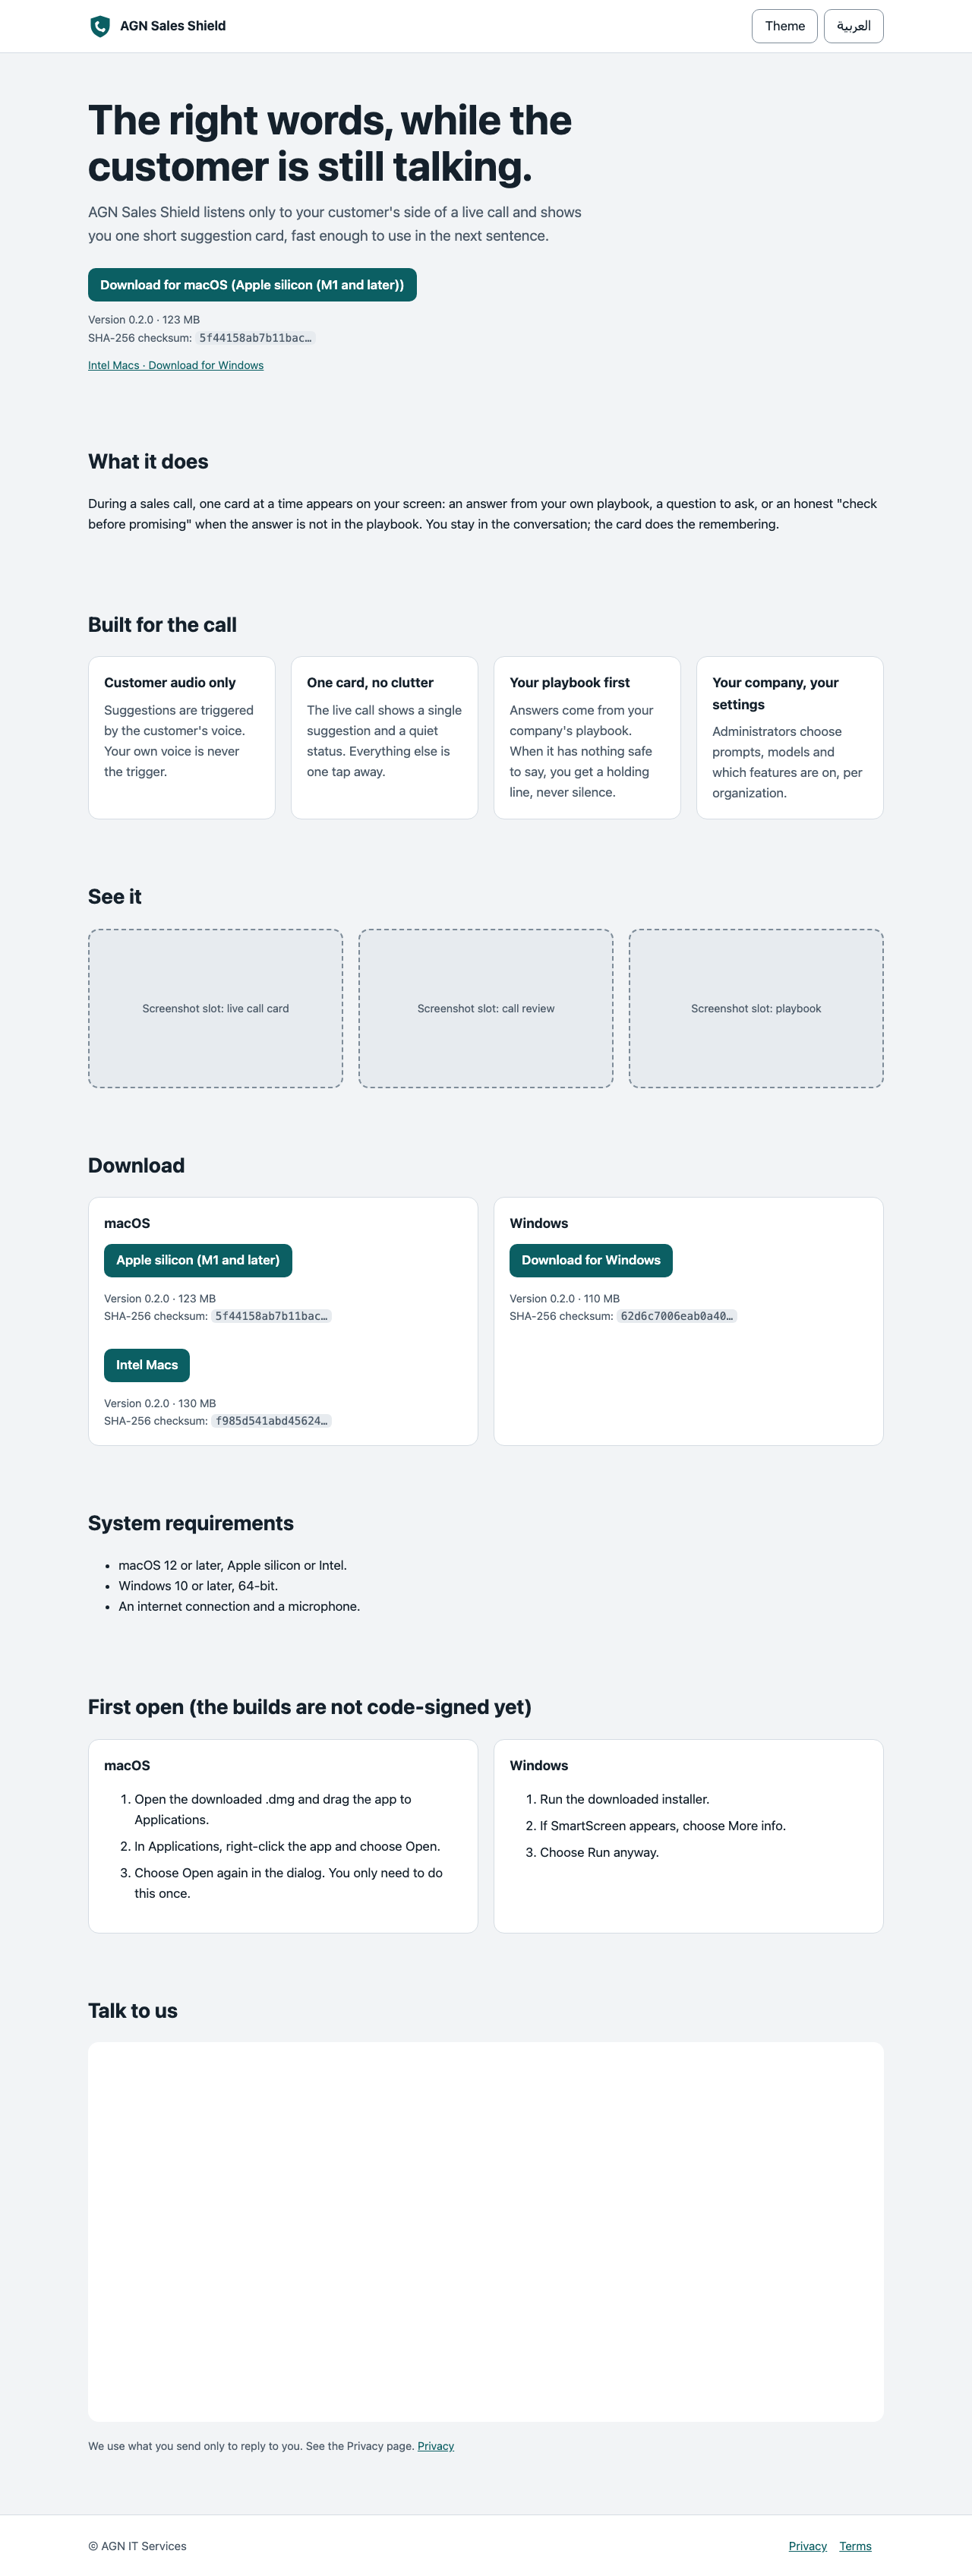 AGN Sales Shield
Theme
العربية
The right words, while the
customer is still talking.
AGN Sales Shield listens only to your customer's side of a live call and shows
you one short suggestion card, fast enough to use in the next sentence.
Download for macOS (Apple silicon (M1 and later))
Version 0.2.0 · 123 MB
SHA-256 checksum: 5f44158ab7b11bac…
Intel Macs · Download for Windows
What it does
During a sales call, one card at a time appears on your screen: an answer from your own playbook, a question to ask, or an honest "check
before promising" when the answer is not in the playbook. You stay in the conversation; the card does the remembering.
Built for the call
Customer audio only
Suggestions are triggered
by the customer's voice.
Your own voice is never
the trigger.
One card, no clutter
The live call shows a single
suggestion and a quiet
status. Everything else is
one tap away.
Your playbook first
Answers come from your
company's playbook.
When it has nothing safe
to say, you get a holding
line, never silence.
Your company, your
settings
Administrators choose
prompts, models and
which features are on, per
organization.
See it
Screenshot slot: live call card
Screenshot slot: call review
Screenshot slot: playbook
Download
macOS
Apple silicon (M1 and later)
Version 0.2.0 · 123 MB
SHA-256 checksum: 5f44158ab7b11bac…
Intel Macs
Version 0.2.0 · 130 MB
SHA-256 checksum: f985d541abd45624…
Windows
Download for Windows
Version 0.2.0 · 110 MB
SHA-256 checksum: 62d6c7006eab0a40…
System requirements
• macOS 12 or later, Apple silicon or Intel.
• Windows 10 or later, 64-bit.
• An internet connection and a microphone.
First open (the builds are not code-signed yet)
macOS
1. Open the downloaded .dmg and drag the app to
Applications.
2. In Applications, right-click the app and choose Open.
3. Choose Open again in the dialog. You only need to do
this once.
Windows
1. Run the downloaded installer.
2. If SmartScreen appears, choose More info.
3. Choose Run anyway.
Talk to us
We use what you send only to reply to you. See the Privacy page. Privacy
© AGN IT Services
Privacy
Terms